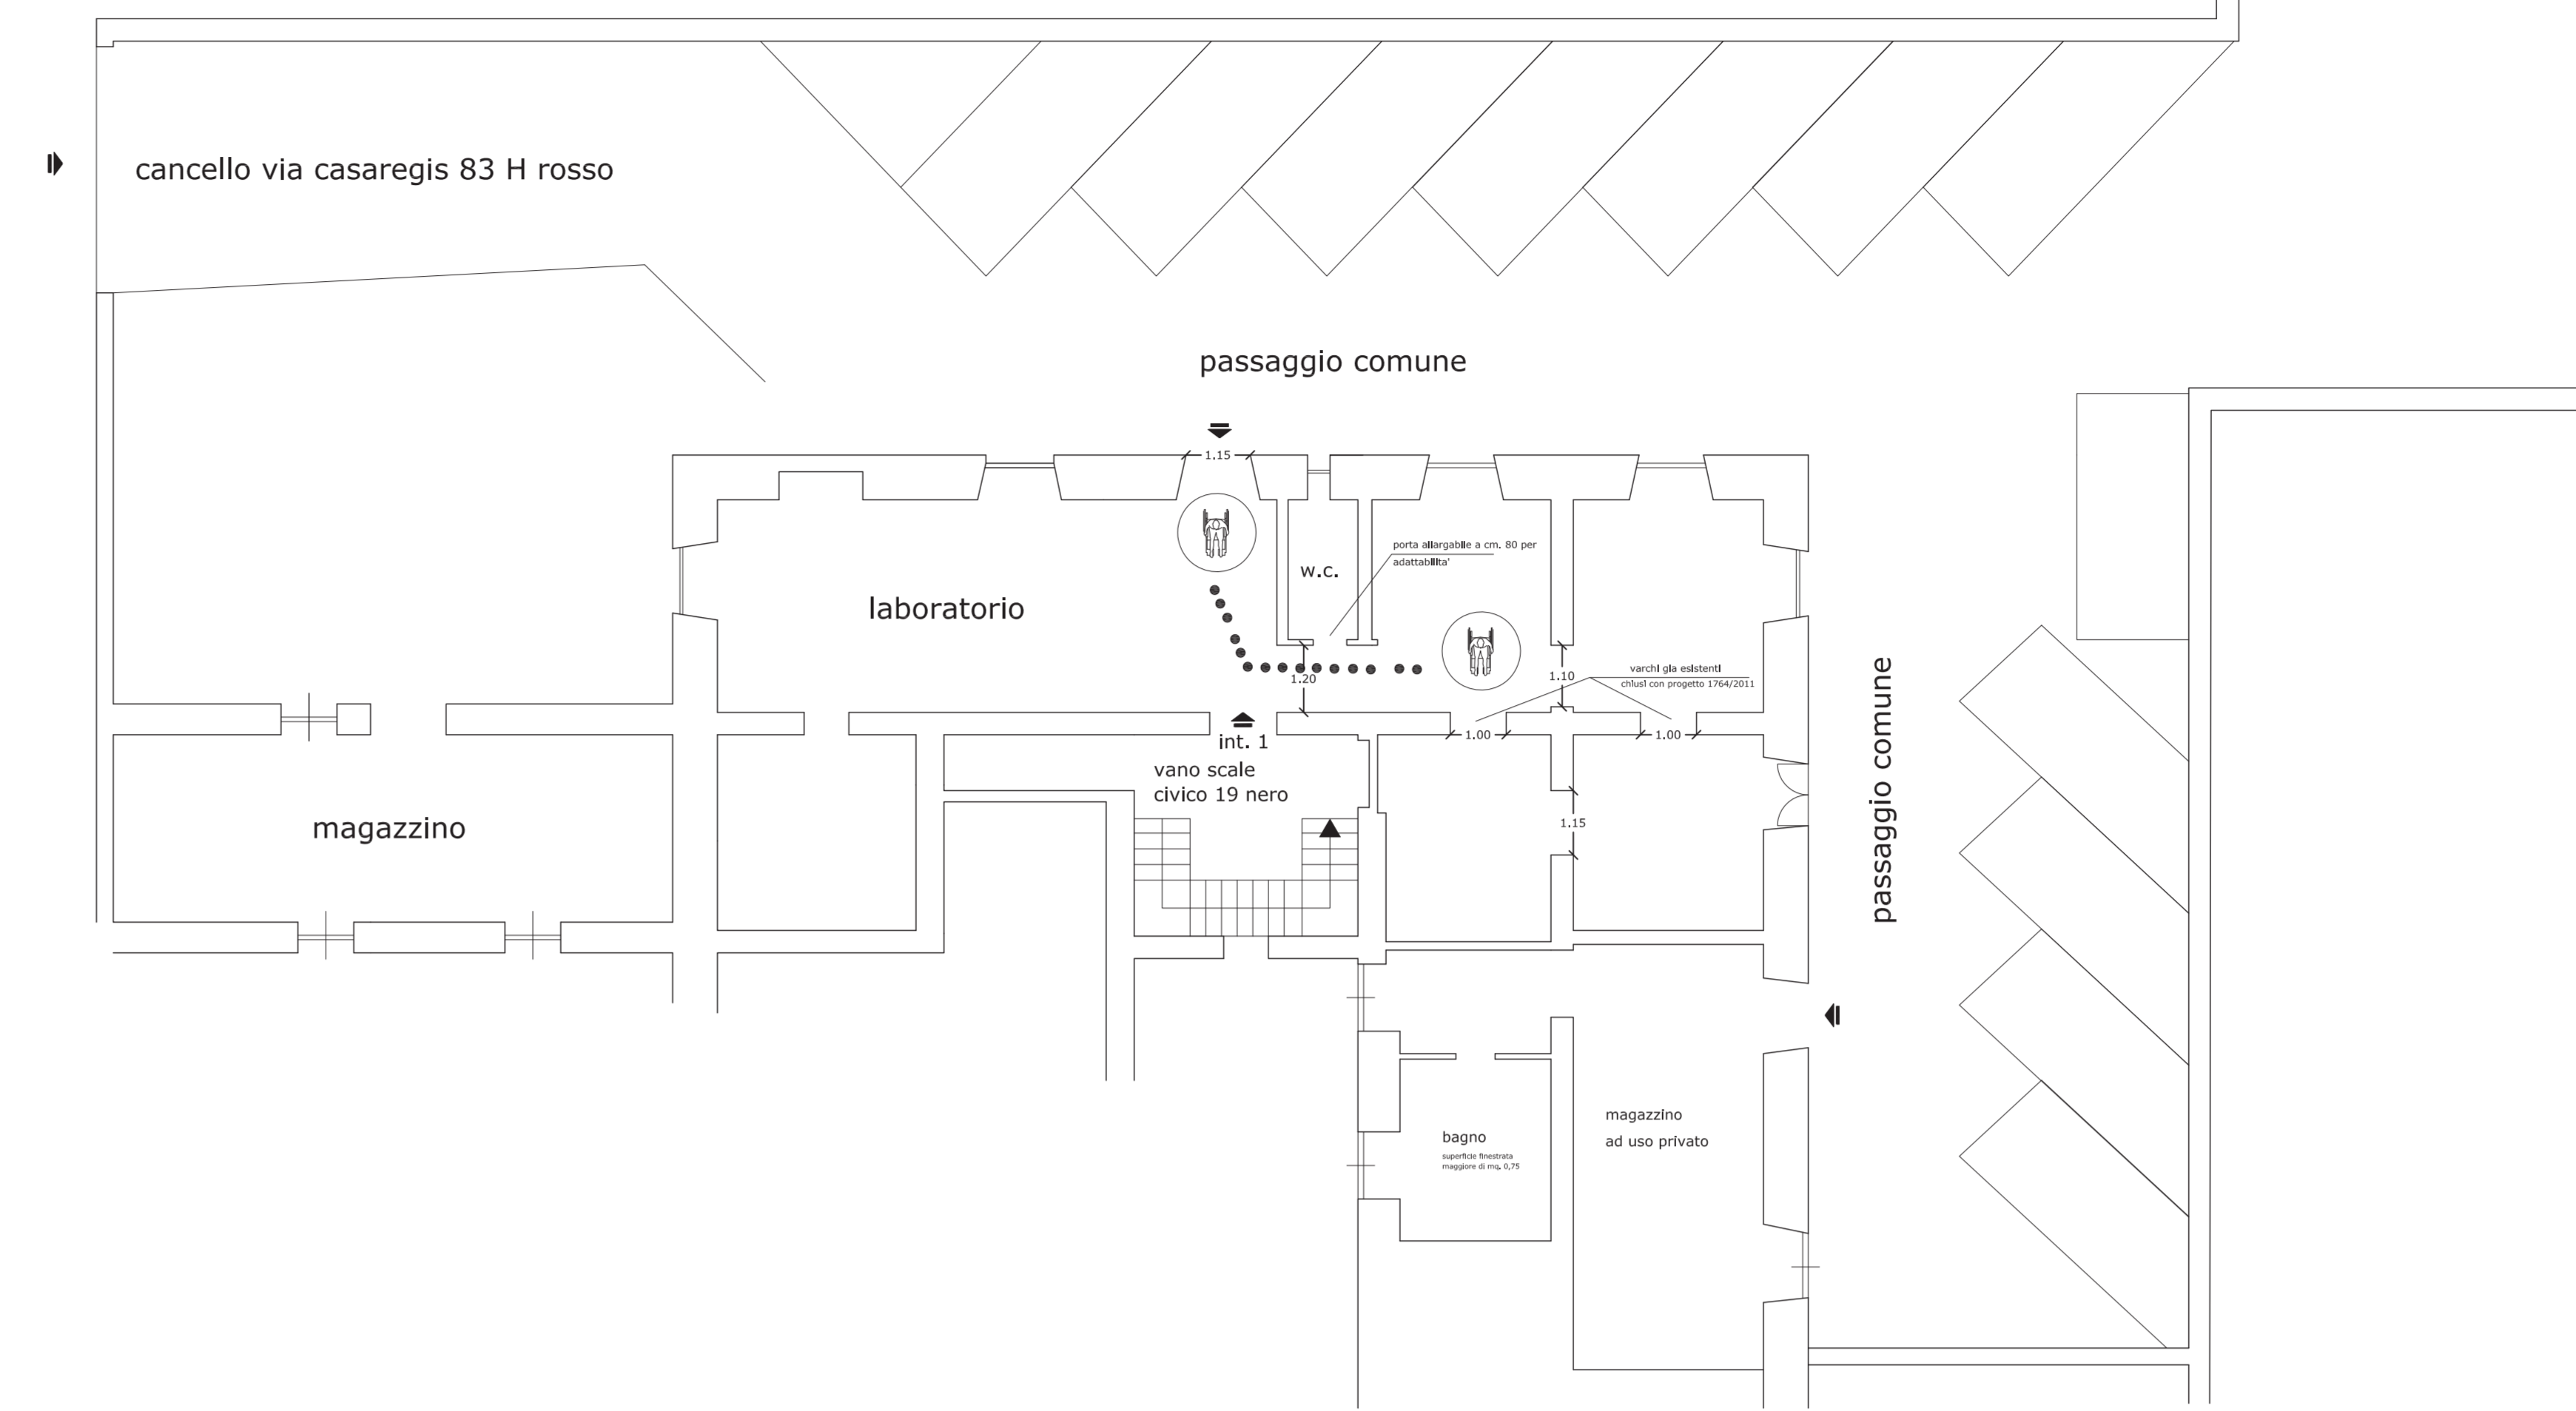 cancello via casaregis 83 H rosso
passaggio comune
1.15
porta allargabile a cm. 80 per
adattabilita'
w.c.
laboratorio
1.20
1.10
varchi gia esistenti
chiusi con progetto 1764/2011
passaggio comune
1.00
1.00
int. 1
vano scale
civico 19 nero
1.15
magazzino
magazzino
ad uso privato
bagno
superficie finestrata
maggiore di mq. 0,75